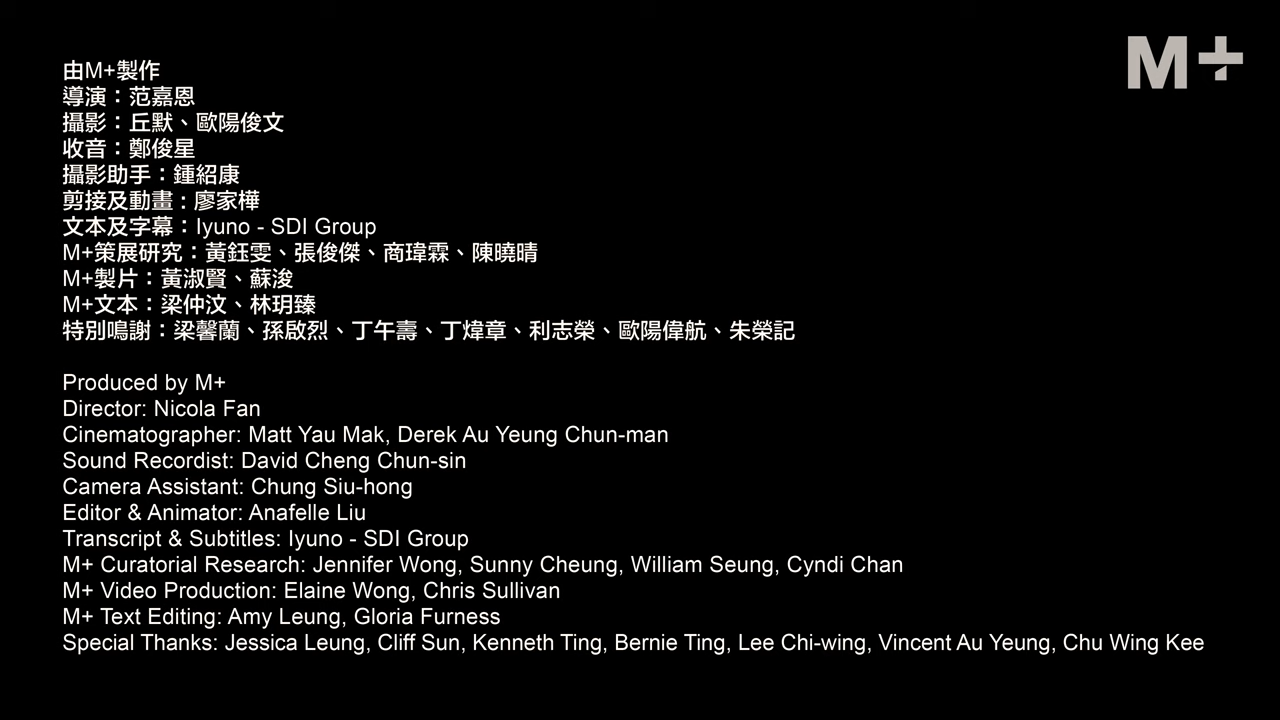 M+
由M+製作
導演：范嘉恩
攝影：丘默、歐陽俊文
收音：鄭俊星
攝影助手：鍾紹康
剪接及動畫：廖家樺
文本及字幕：Iyuno - SDI Group
M+策展研究：黃鈺雯、張俊傑、商瑋霖、陳曉晴
M+製片：黃淑賢、蘇浚
M+文本：梁仲汶、林玥臻
特別鳴謝：梁馨蘭、孫啟烈、丁午壽、丁煒章、利志榮、歐陽偉航、朱榮記
Produced by M+
Director: Nicola Fan
Cinematographer: Matt Yau Mak, Derek Au Yeung Chun-man
Sound Recordist: David Cheng Chun-sin
Camera Assistant: Chung Siu-hong
Editor & Animator: Anafelle Liu
Transcript & Subtitles: Iyuno - SDI Group
M+ Curatorial Research: Jennifer Wong, Sunny Cheung, William Seung, Cyndi Chan
M+ Video Production: Elaine Wong, Chris Sullivan
M+ Text Editing: Amy Leung, Gloria Furness
Special Thanks: Jessica Leung, Cliff Sun, Kenneth Ting, Bernie Ting, Lee Chi-wing, Vincent Au Yeung, Chu Wing Kee